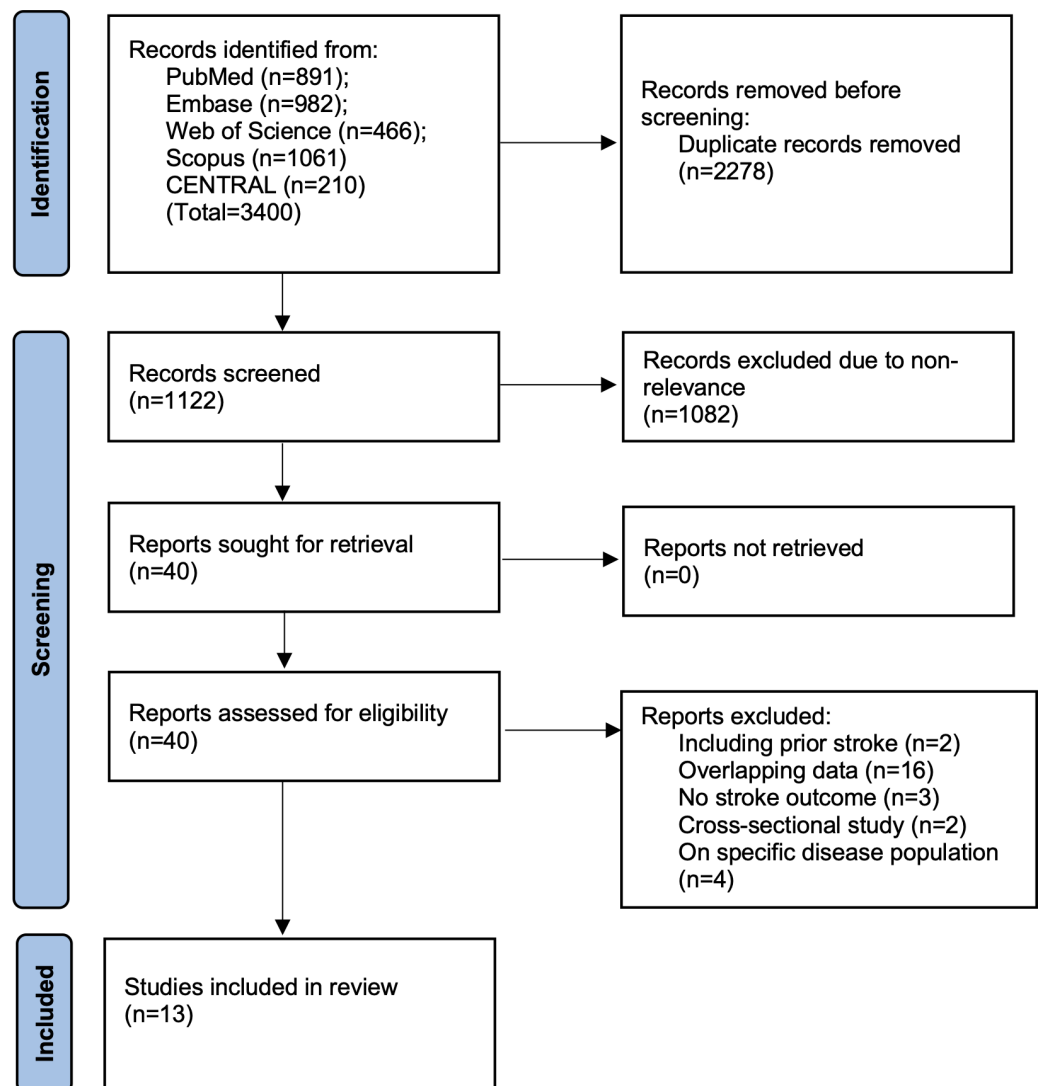 Identification
Records identified from:
PubMed (n=891);
Embase (n=982);
Web of Science (n=466);
Scopus (n=1061)
CENTRAL (n=210)
(Total=3400)
Records removed before
screening:
Duplicate records removed
(n=2278)
Screening
Records screened
(n=1122)
Records excluded due to non-
relevance
(n=1082)
Reports sought for retrieval
(n=40)
Reports not retrieved
(n=0)
Reports assessed for eligibility
(n=40)
Reports excluded:
Including prior stroke (n=2)
Overlapping data (n=16)
No stroke outcome (n=3)
Cross-sectional study (n=2)
On specific disease population
(n=4)
Included
Studies included in review
(n=13)